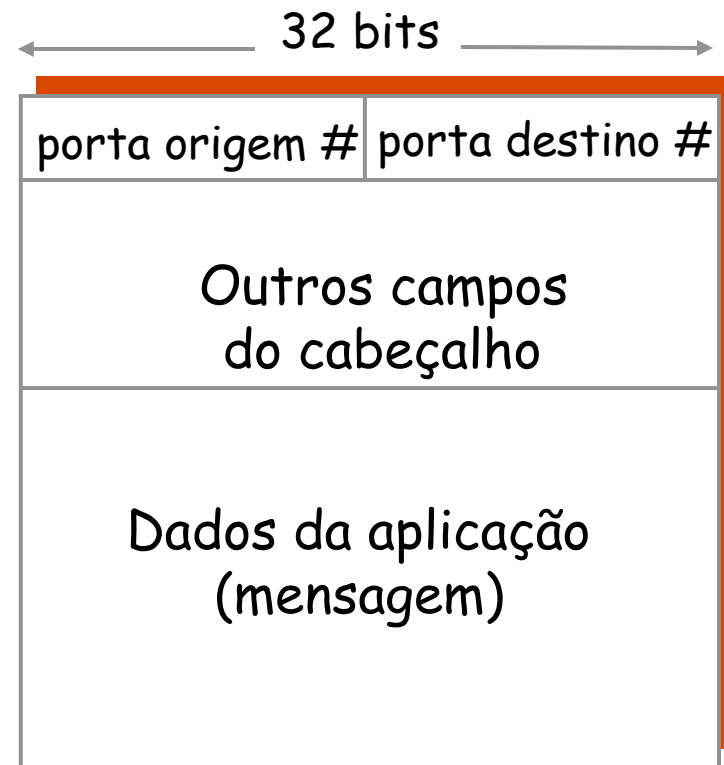 32 bits
porta origem # porta destino #
Outros campos
do cabeçalho
Dados da aplicação
(mensagem)